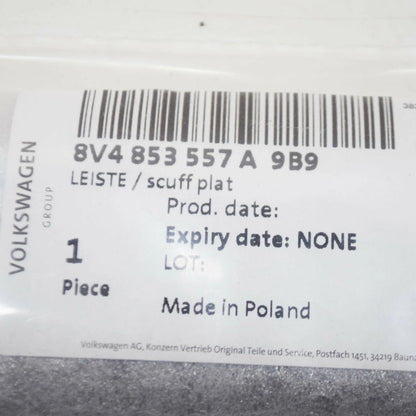 8V4 853 557 A 9B9
LEISTE / scuff plat
Prod. date:
Expiry date: NONE
LOT:
1
Piece
Made in Poland
VOLKSWAGEN
GROUP
Volkswagen AG, Konzern Vertrieb Original Teile und Service, Postfach 1451, 34219